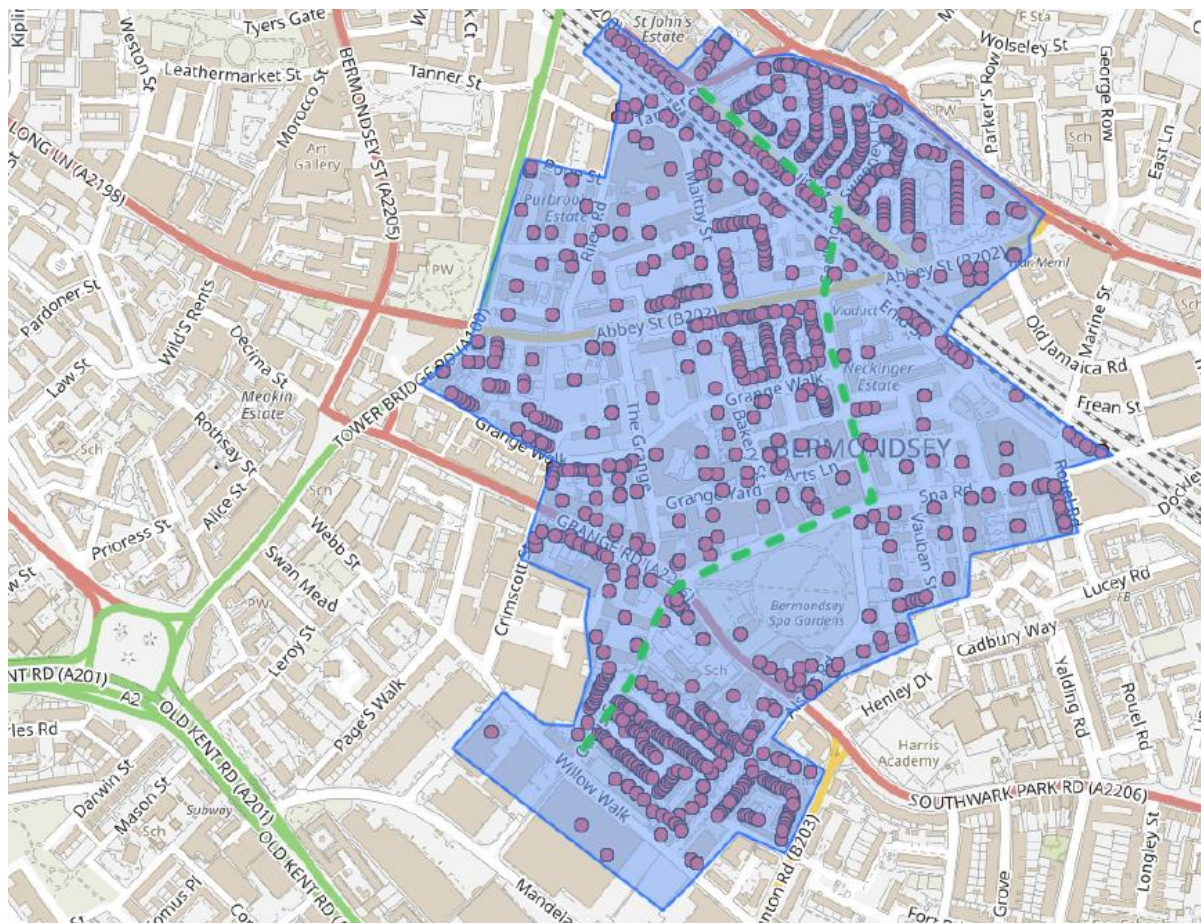 Tyers Gate
St John's
Estate
F Sta
Wolseley St
Weston St
Leathermarket St
BERMONDSEY ST (A2205)
Tanner St
Morocco St
Parker's Row
George Row
PW
Sch
East Ln
Art
Gallery
LONG LN (A2198)
Purbrook
Estate
Riley Rd
Maltby St
PW
Abbey St (B202)
Pardoner St
Wild's Rents
Decima St
TOWER BRIDGE RD (A100)
Abbey St (B202)
Viaduct
Enid St
Marine St
Old Jamaica Rd
Law St
Meakin
Estate
Neckinger
Estate
Grange Walk
Frean St
Rothsay St
Grange Walk
The Grange
Bakery St
BERMONDSEY
Arts Ln
Sch
Alice St
Grange Yard
Spa Rd
Rouel Rd
Prioress St
Webb St
Vauban St
Swan Mead
Crimscott St
Lucey Rd
PW
Bermondsey
Spa Gardens
Cadbury Way
Leroy St
Sch
Henley Dr
Yalding Rd
Rouel Rd
A2
OLD KENT RD (A201)
Page's Walk
Harris
Academy
Darwin St
Mason St
Subway
Willow Walk
SOUTHWARK PARK RD (A2206)
Sch
OLD KENT RD (A201)
Longley St
Grove